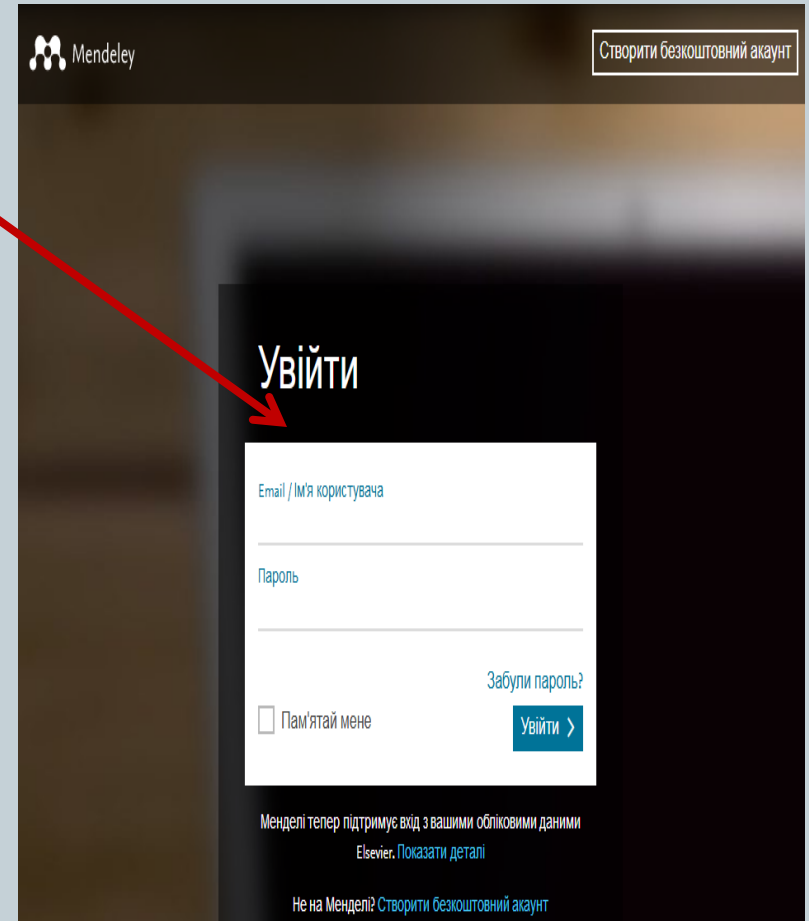 Mendeley
Створити безкоштовний акаунт
Увійти
Email / Ім'я користувача
Пароль
Забули пароль?
Пам'ятай мене
Увійти >
Менделі тепер підтримує вхід з вашими обліковими даними
Elsevier. Показати деталі
Не на Менделі? Створити безкоштовний акаунт